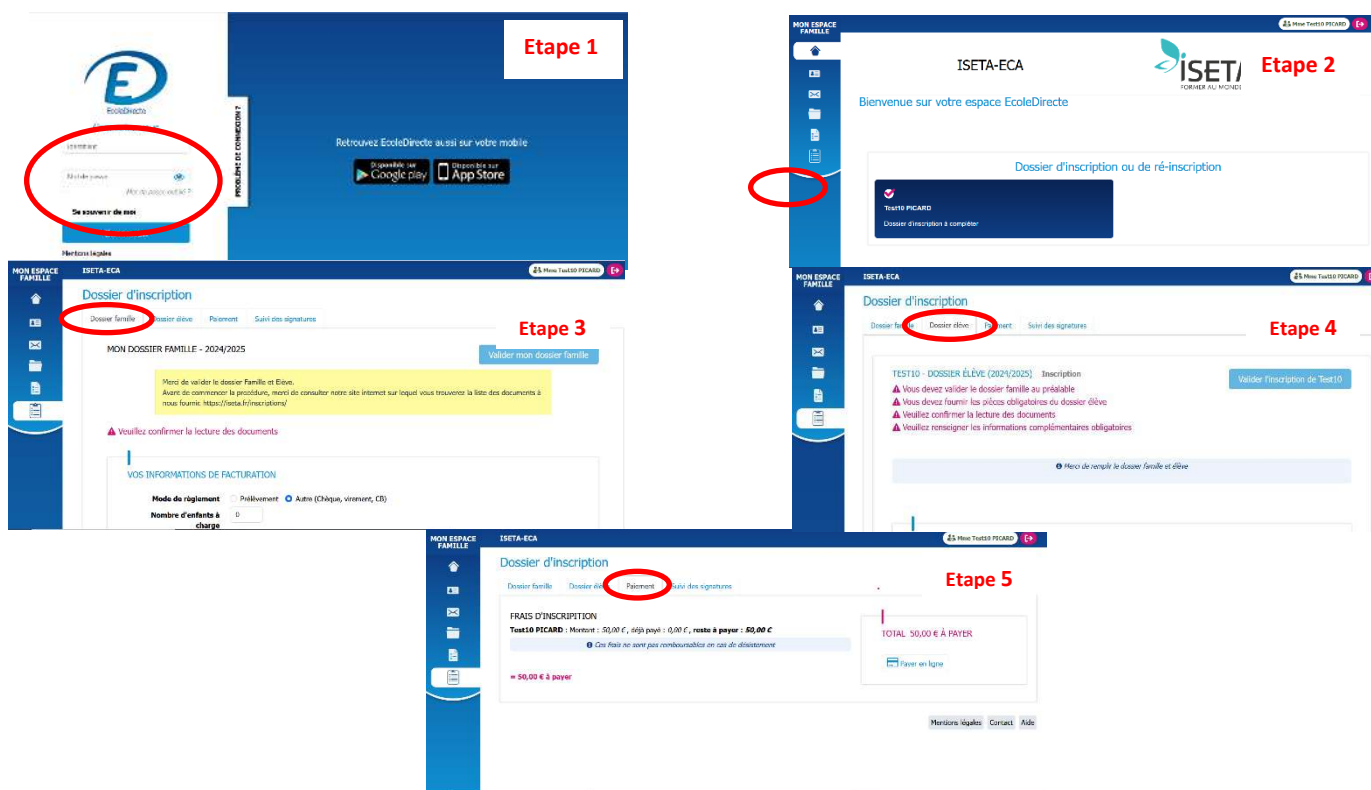 Etape 1
EcoleDirecte
Identifiant
Mot de passe
Mot de passe oublié ?
Se souvenir de moi
Mentions légales
PROBLÈME DE CONNEXION ?
Retrouvez EcoleDirecte aussi sur votre mobile
Disponible sur
Google play
Disponible sur
App Store
MON ESPACE
FAMILLE
Mme Test10 PICARD
ISETA-ECA
ISETA
FORMER AU MONDE
Etape 2
Bienvenue sur votre espace EcoleDirecte
Dossier d'inscription ou de ré-inscription
Test10 PICARD
Dossier d'inscription à compléter
MON ESPACE
FAMILLE
ISETA-ECA
Mme Test10 PICARD
Dossier d'inscription
Dossier famille Dossier élève Paiement Suivi des signatures
Etape 3
MON DOSSIER FAMILLE - 2024/2025
Valider mon dossier famille
Merci de valider le dossier Famille et Elève.
Avant de commencer la procédure, merci de consulter notre site internet sur lequel vous trouverez la liste des documents à
nous fournir: https://iseta.fr/inscriptions/
Veuillez confirmer la lecture des documents
VOS INFORMATIONS DE FACTURATION
Mode de règlement Prélèvement Autre (Chèque, virement, CB)
Nombre d'enfants à
charge
0
MON ESPACE
FAMILLE
ISETA-ECA
Mme Test10 PICARD
Dossier d'inscription
Dossier famille Dossier élève Paiement Suivi des signatures
Etape 4
TEST10 - DOSSIER ÉLÈVE (2024/2025) Inscription
Valider l'inscription de Test10
Vous devez valider le dossier famille au préalable
Vous devez fournir les pièces obligatoires du dossier élève
Veuillez confirmer la lecture des documents
Veuillez renseigner les informations complémentaires obligatoires
Merci de remplir le dossier famille et élève
MON ESPACE
FAMILLE
ISETA-ECA
Mme Test10 PICARD
Dossier d'inscription
Dossier famille Dossier élève Paiement Suivi des signatures
Etape 5
FRAIS D'INSCRIPITION
Test10 PICARD : Montant : 50,00 € , déjà payé : 0,00 € , reste à payer : 50,00 €
Ces frais ne sont pas remboursables en cas de désistement
= 50,00 € à payer
TOTAL 50,00 € À PAYER
Payer en ligne
Mentions légales Contact Aide